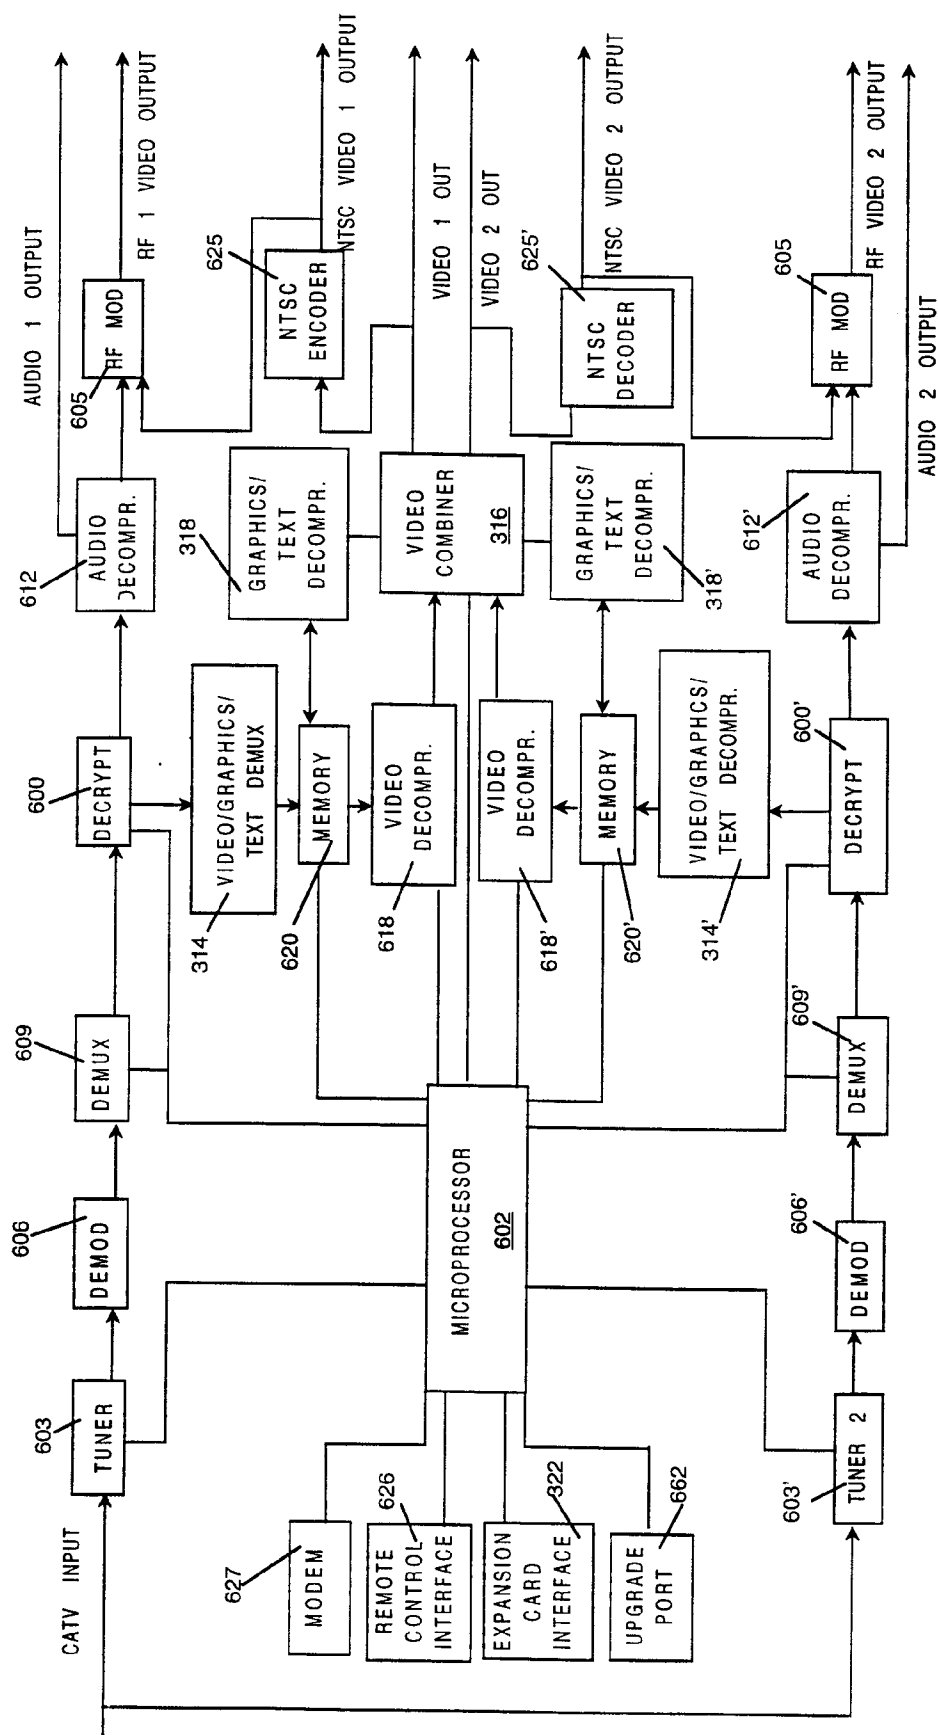 CATV INPUT
603
TUNER
606
DEMOD
609
DEMUX
600
DECRYPT
612
AUDIO
DECOMPR.
605
RF MOD
AUDIO 1 OUTPUT
RF 1 VIDEO OUTPUT
314
VIDEO/GRAPHICS/
TEXT DEMUX
318
GRAPHICS/
TEXT
DECOMPR.
625
NTSC
ENCODER
NTSC VIDEO 1 OUTPUT
627
MODEM
620
MEMORY
626
REMOTE
CONTROL
INTERFACE
618
VIDEO
DECOMPR.
VIDEO
COMBINER
316
VIDEO 1 OUT
VIDEO 2 OUT
MICROPROCESSOR
602
322
EXPANSION
CARD
INTERFACE
618'
VIDEO
DECOMPR.
625'
NTSC
DECODER
NTSC VIDEO 2 OUTPUT
662
UPGRADE
PORT
620'
MEMORY
318'
GRAPHICS/
TEXT
DECOMPR.
314'
VIDEO/GRAPHCS/
TEXT DECOMPR.
603'
TUNER 2
606'
DEMOD
609'
DEMUX
600'
DECRYPT
612'
AUDIO
DECOMPR.
605
RF MOD
RF VIDEO 2 OUTPUT
AUDIO 2 OUTPUT